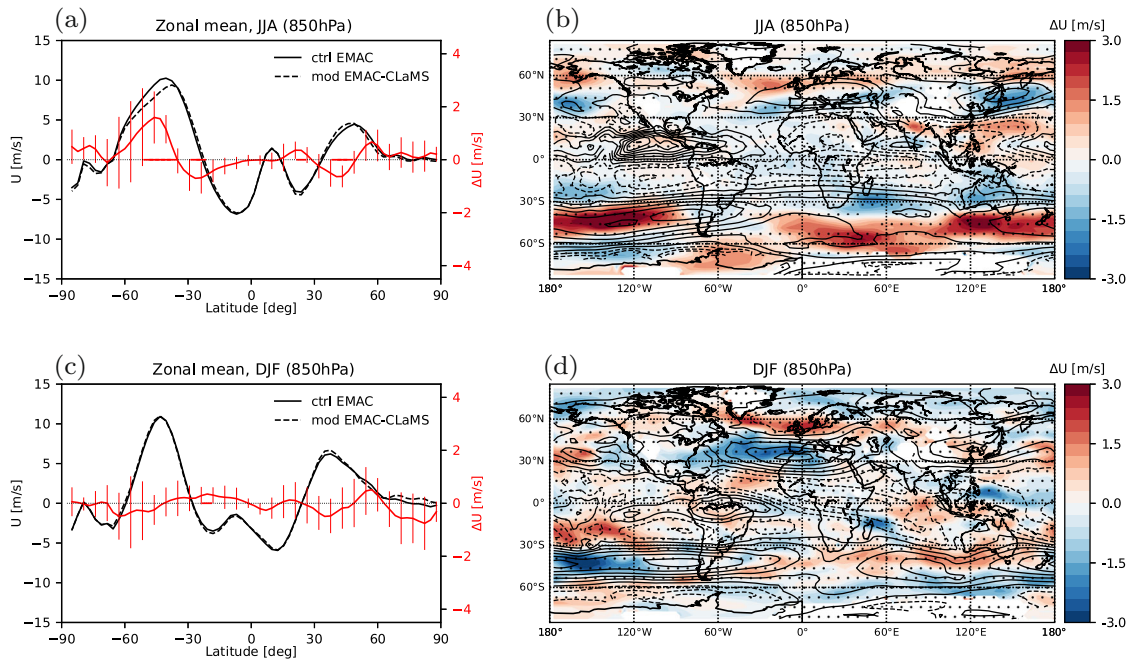 (a)
Zonal mean, JJA (850hPa)
ctrl EMAC
mod EMAC-CLaMS
15
10
5
0
−5
−10
−15
U [m/s]
4
2
0
−2
−4
ΔU [m/s]
−90 −60 −30 0 30 60 90
Latitude [deg]
(b)
JJA (850hPa)
60°N
30°N
0°
30°S
60°S
180° 120°W 60°W 0° 60°E 120°E 180°
ΔU [m/s]
3.0
1.5
0.0
-1.5
-3.0
(c)
Zonal mean, DJF (850hPa)
ctrl EMAC
mod EMAC-CLaMS
15
10
5
0
−5
−10
−15
U [m/s]
4
2
0
−2
−4
ΔU [m/s]
−90 −60 −30 0 30 60 90
Latitude [deg]
(d)
DJF (850hPa)
60°N
30°N
0°
30°S
60°S
180° 120°W 60°W 0° 60°E 120°E 180°
ΔU [m/s]
3.0
1.5
0.0
-1.5
-3.0